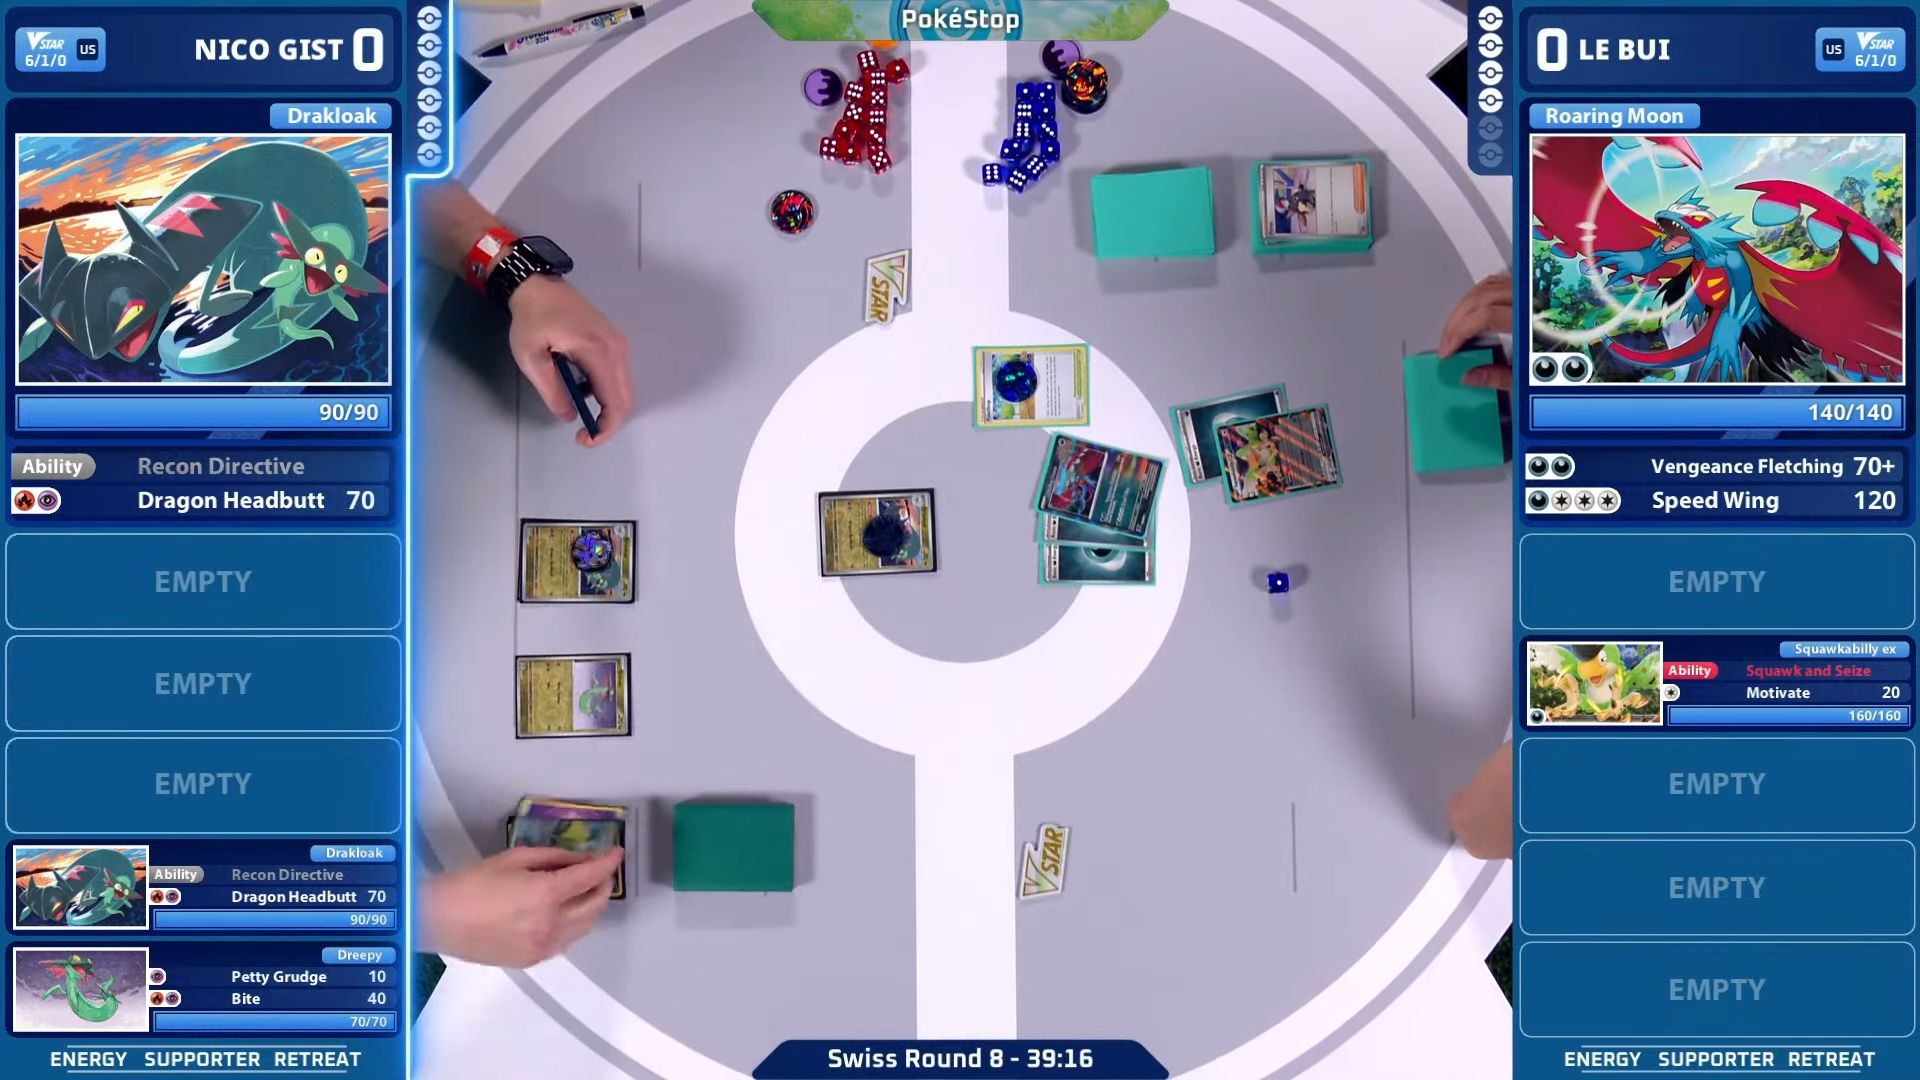 PokéStop
VSTAR
6/1/0
US
NICO GIST 0
0 LE BUI
US
VSTAR
6/1/0
Drakloak
90/90
Ability Recon Directive
Dragon Headbutt 70
EMPTY
EMPTY
EMPTY
Drakloak
Ability Recon Directive
Dragon Headbutt 70
90/90
Dreepy
Petty Grudge 10
Bite 40
70/70
ENERGY SUPPORTER RETREAT
VSTAR
VSTAR
Swiss Round 8 - 39:16
Roaring Moon
140/140
Vengeance Fletching 70+
Speed Wing 120
EMPTY
Squawkabilly ex
Ability Squawk and Seize
Motivate 20
160/160
EMPTY
EMPTY
EMPTY
ENERGY SUPPORTER RETREAT